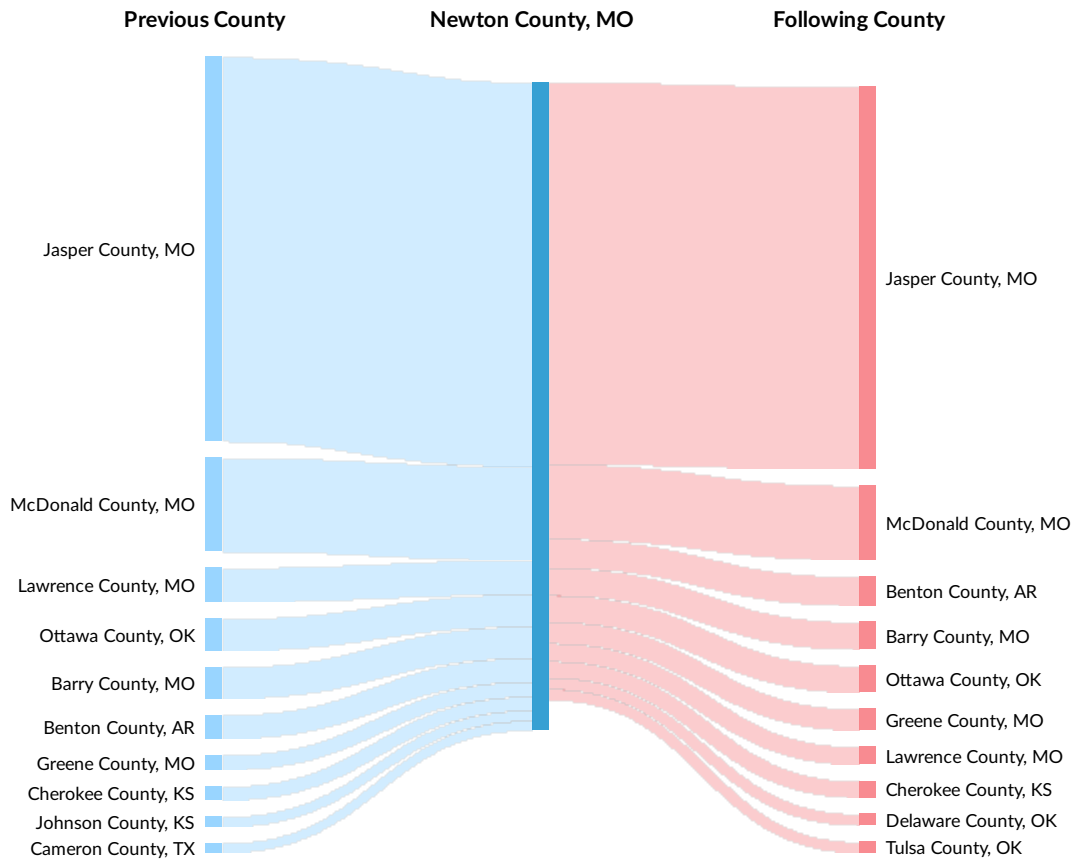 Previous County
Newton County, MO
Following County
Jasper County, MO
McDonald County, MO
Lawrence County, MO
Ottawa County, OK
Barry County, MO
Benton County, AR
Greene County, MO
Cherokee County, KS
Johnson County, KS
Cameron County, TX
Jasper County, MO
McDonald County, MO
Benton County, AR
Barry County, MO
Ottawa County, OK
Greene County, MO
Lawrence County, MO
Cherokee County, KS
Delaware County, OK
Tulsa County, OK